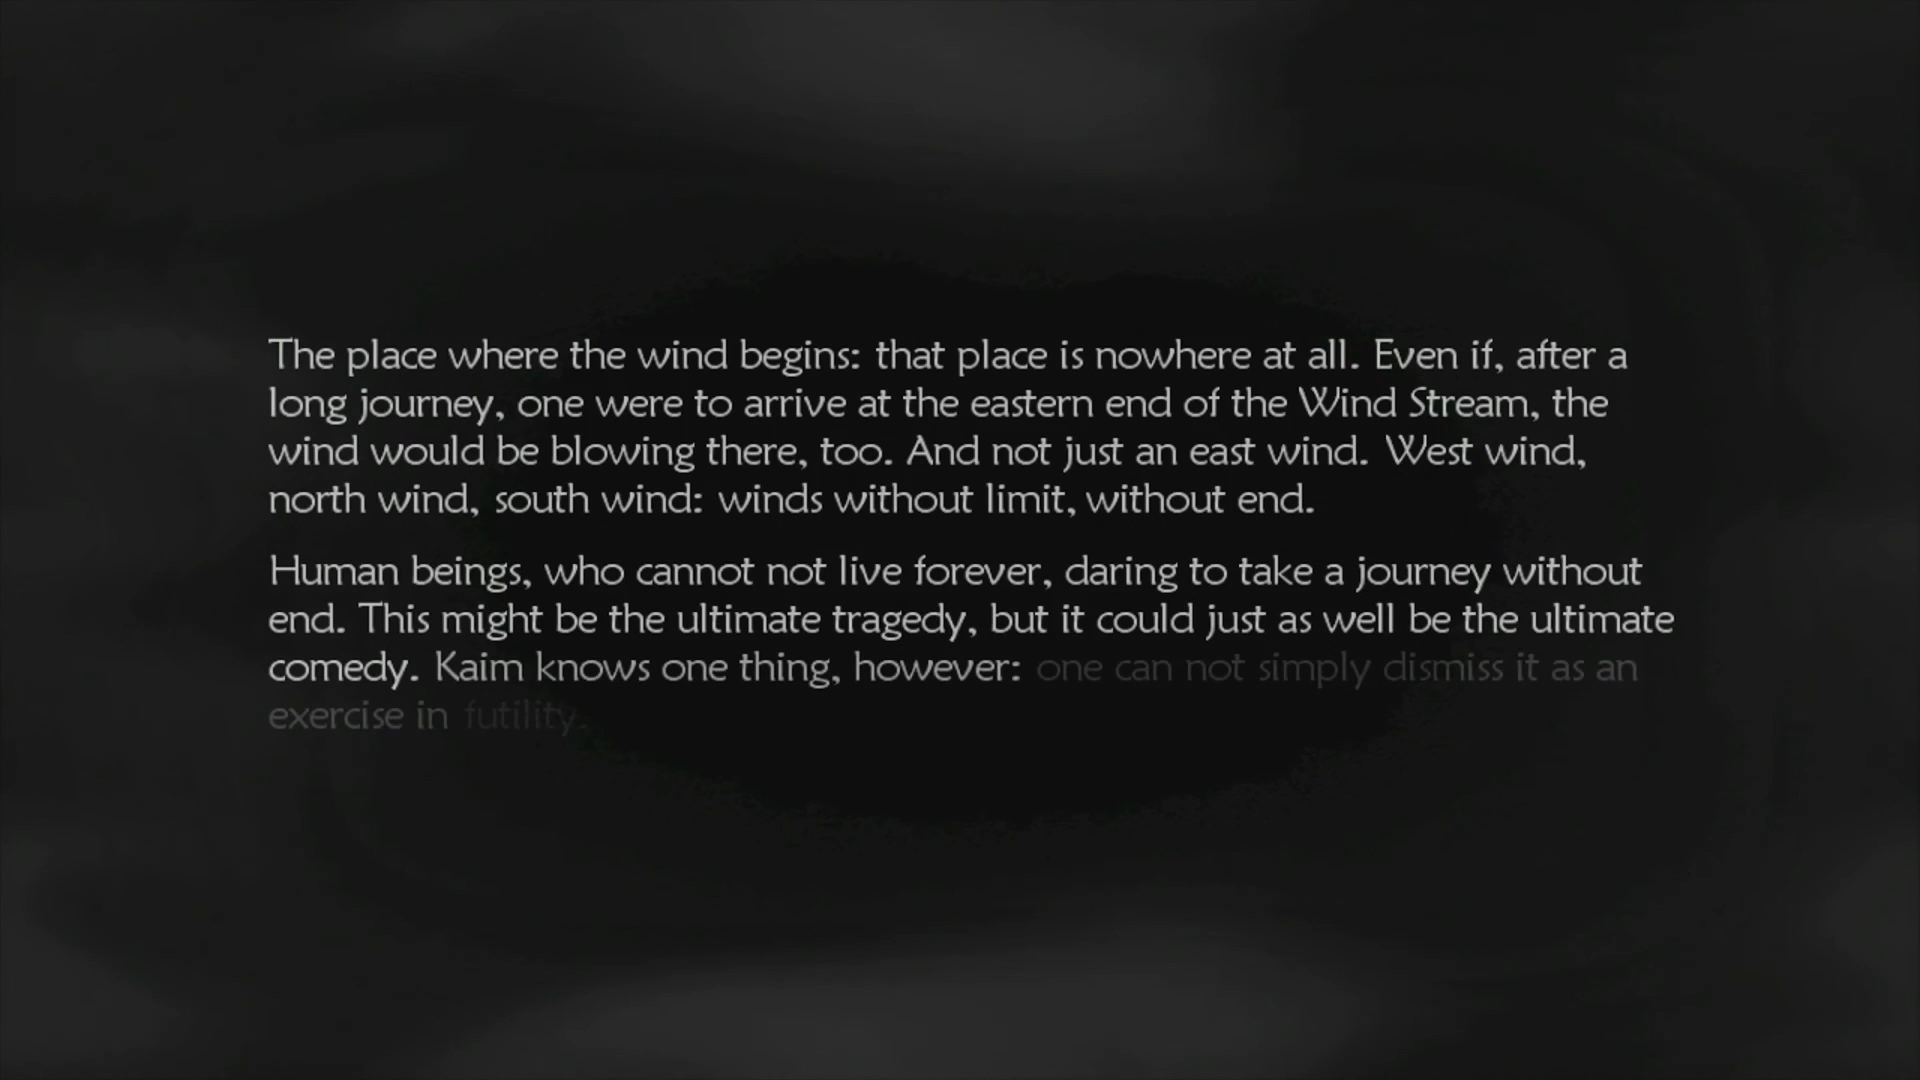 The place where the wind begins: that place is nowhere at all. Even if, after a
long journey, one were to arrive at the eastern end of the Wind Stream, the
wind would be blowing there, too. And not just an east wind. West wind,
north wind, south wind: winds without limit, without end.
Human beings, who cannot not live forever, daring to take a journey without
end. This might be the ultimate tragedy, but it could just as well be the ultimate
comedy. Kaim knows one thing, however: one can not simply dismiss it as an
exercise in futility.